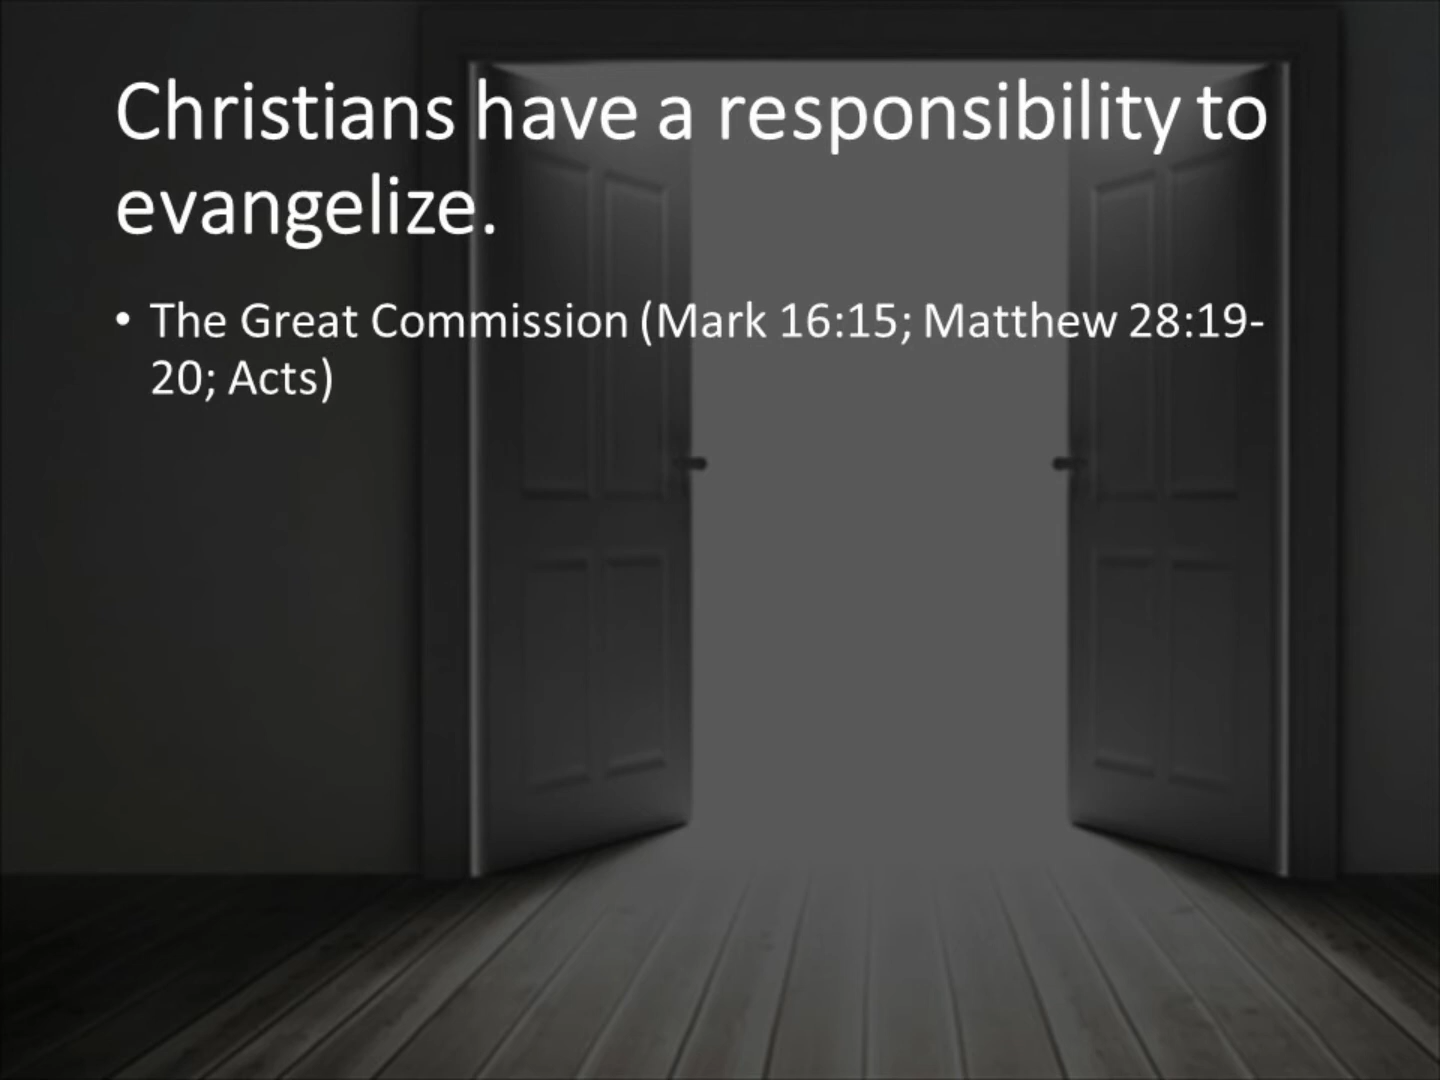 Christians have a responsibility to
evangelize.
• The Great Commission (Mark 16:15; Matthew 28:19-
20; Acts)